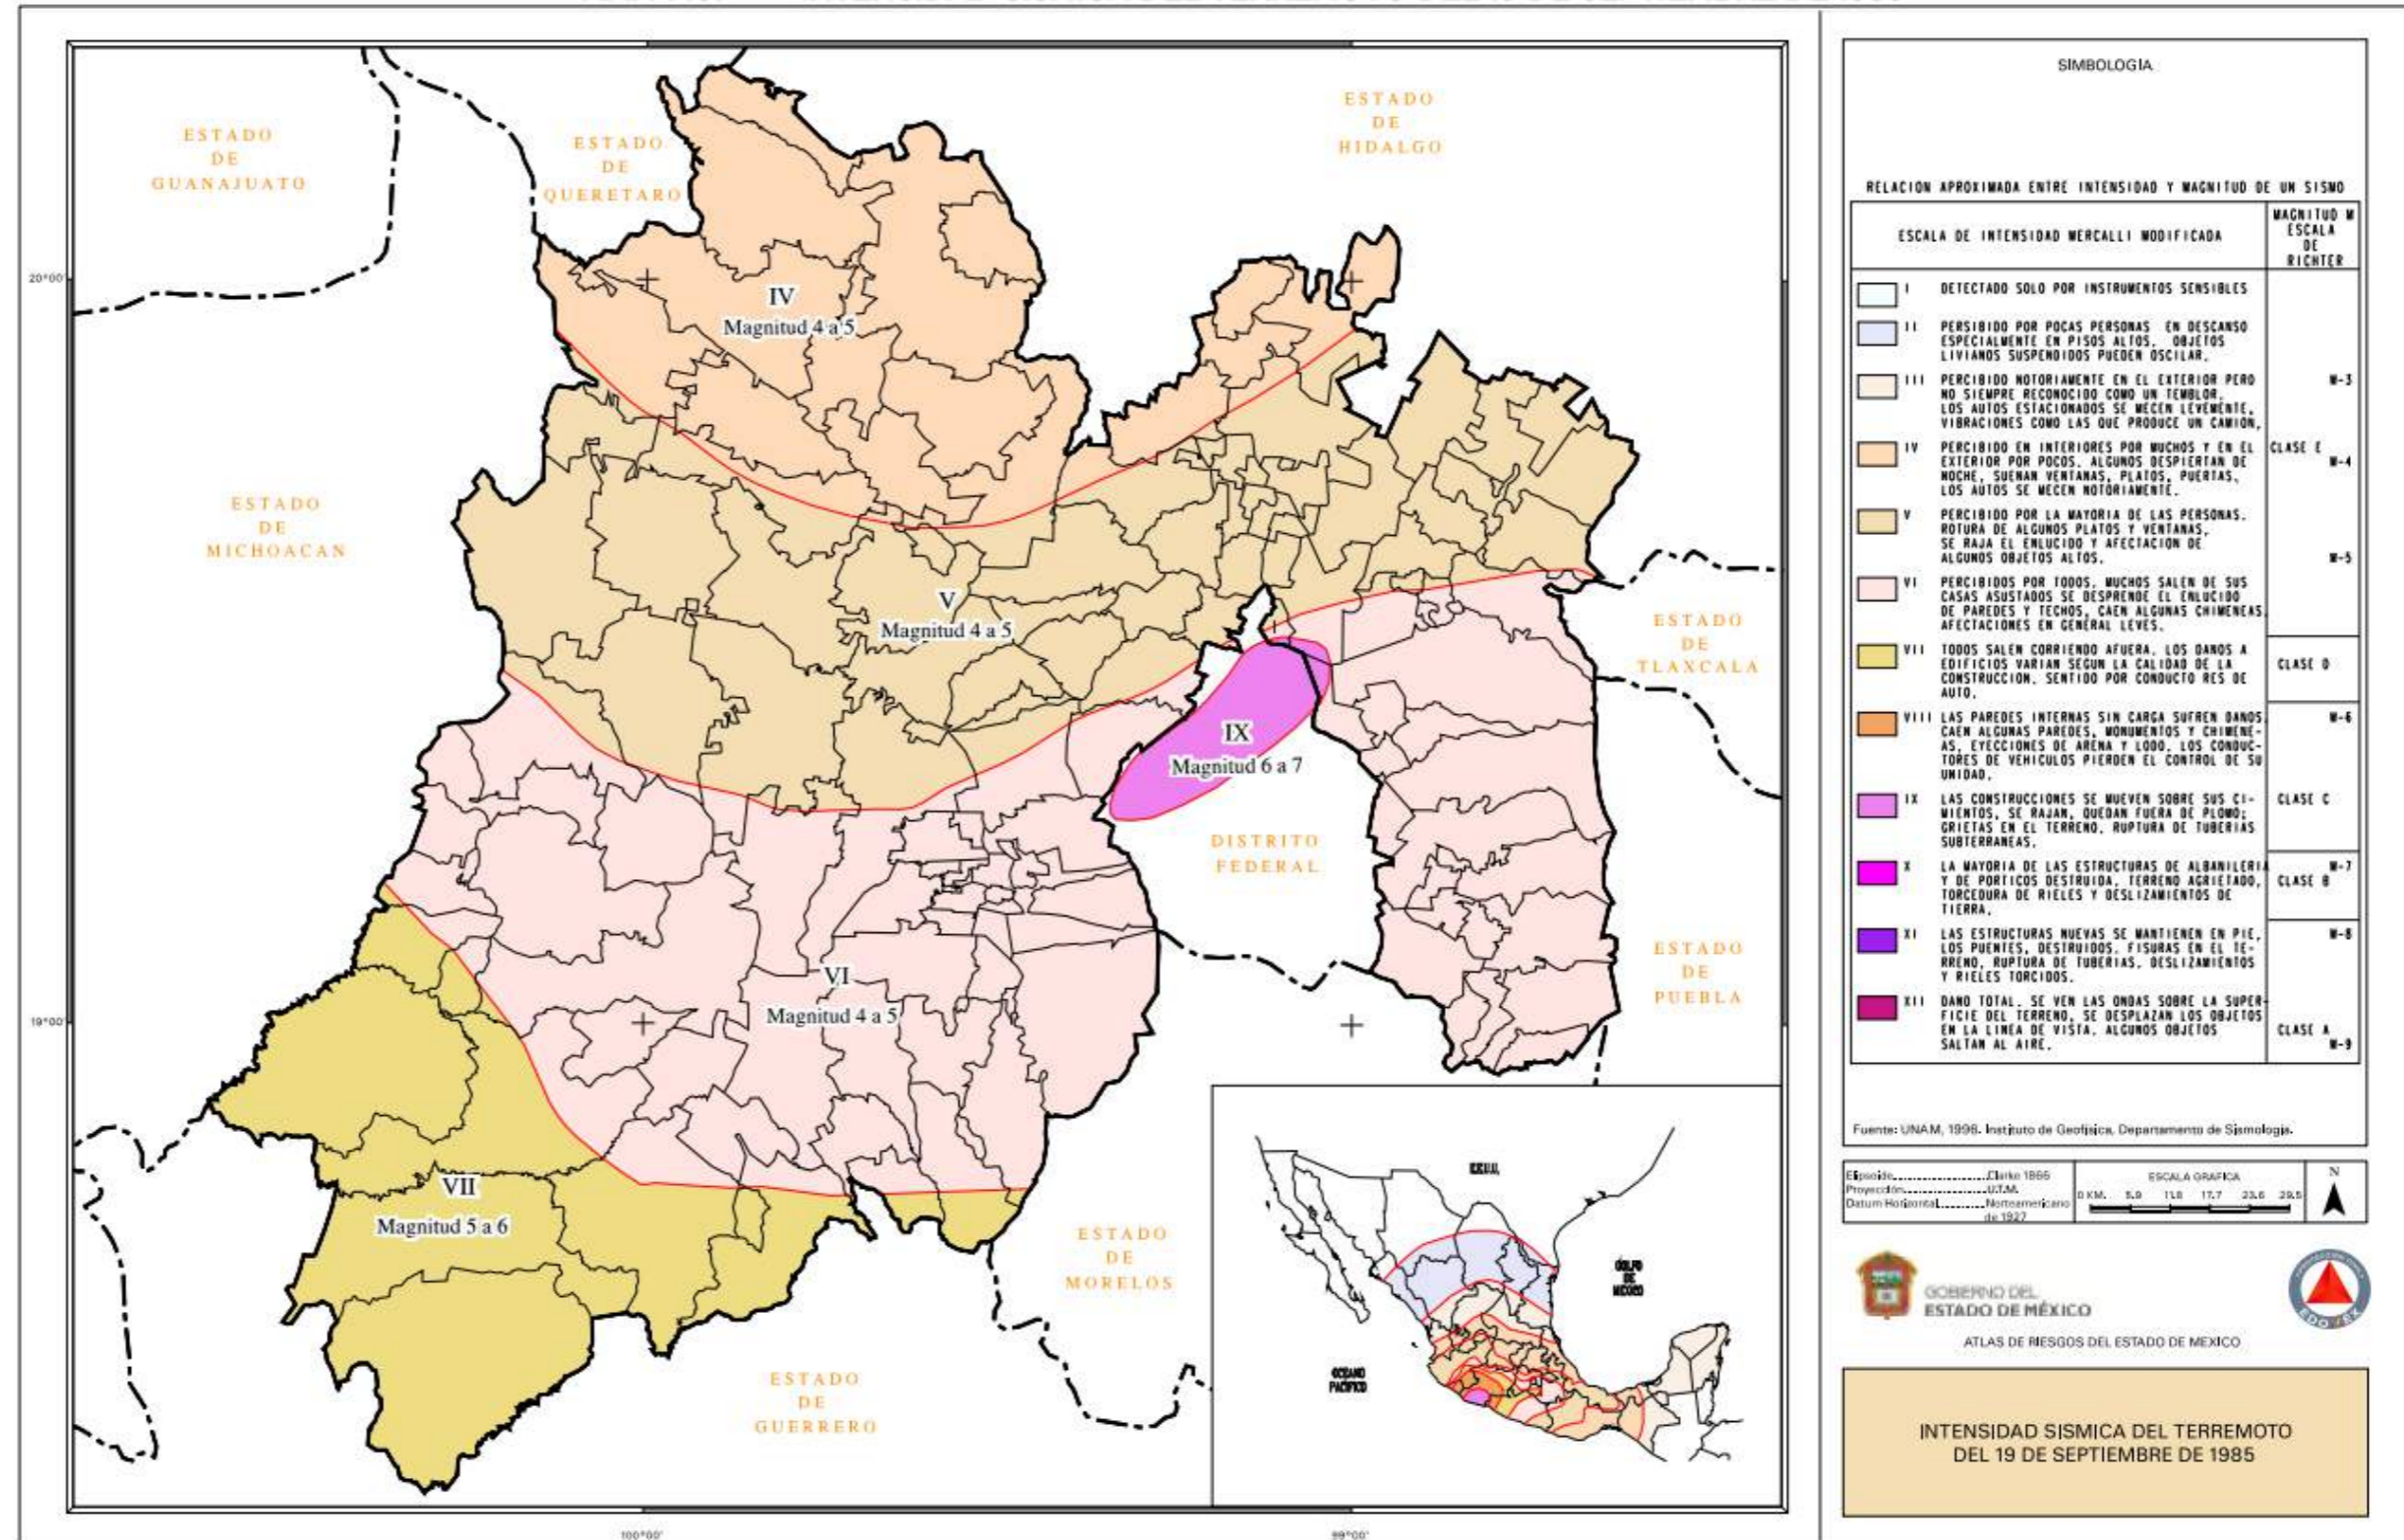 ESTADO
DE
GUANAJUATO
ESTADO
DE
QUERETARO
ESTADO
DE
HIDALGO
20°00'
IV
Magnitud 4 a 5
ESTADO
DE
MICHOACAN
V
Magnitud 4 a 5
ESTADO
DE
TLAXCALA
IX
Magnitud 6 a 7
DISTRITO
FEDERAL
ESTADO
DE
PUEBLA
VI
Magnitud 4 a 5
19°00'
VII
Magnitud 5 a 6
ESTADO
DE
MORELOS
ESTADO
DE
GUERRERO
100°00'
99°00'
E.E.U.U.
GOLFO
DE
MEXICO
OCEANO
PACIFICO
SIMBOLOGIA
RELACION APROXIMADA ENTRE INTENSIDAD Y MAGNITUD DE UN SISMO
ESCALA DE INTENSIDAD MERCALLI MODIFICADA
MAGNITUD M
ESCALA
DE
RICHTER
I DETECTADO SOLO POR INSTRUMENTOS SENSIBLES
II PERSIBIDO POR POCAS PERSONAS EN DESCANSO
ESPECIALMENTE EN PISOS ALTOS. OBJETOS
LIVIANOS SUSPENDIDOS PUEDEN OSCILAR.
III PERCIBIDO NOTORIAMENTE EN EL EXTERIOR PERO M-3
NO SIEMPRE RECONOCIDO COMO UN TEMBLOR.
LOS AUTOS ESTACIONADOS SE MECEN LEVEMENTE,
VIBRACIONES COMO LAS QUE PRODUCE UN CAMION,
IV PERCIBIDO EN INTERIORES POR MUCHOS Y EN EL CLASE E
EXTERIOR POR POCOS. ALGUNOS DESPIERTAN DE M-4
NOCHE, SUENAN VENTANAS, PLATOS, PUERTAS,
LOS AUTOS SE MECEN NOTORIAMENTE.
V PERCIBIDO POR LA MAYORIA DE LAS PERSONAS.
ROTURA DE ALGUNOS PLATOS Y VENTANAS,
SE RAJA EL ENLUCIDO Y AFECTACION DE
ALGUNOS OBJETOS ALTOS. M-5
VI PERCIBIDOS POR TODOS. MUCHOS SALEN DE SUS
CASAS ASUSTADOS SE DESPRENDE EL ENLUCIDO
DE PAREDES Y TECHOS, CAEN ALGUNAS CHIMENEAS,
AFECTACIONES EN GENERAL LEVES.
VII TODOS SALEN CORRIENDO AFUERA. LOS DANOS A
EDIFICIOS VARIAN SEGUN LA CALIDAD DE LA CLASE D
CONSTRUCCION. SENTIDO POR CONDUCTO RES DE
AUTO.
VIII LAS PAREDES INTERNAS SIN CARGA SUFREN DANOS, M-6
CAEN ALGUNAS PAREDES, MONUMENTOS Y CHIMENE-
AS, EYECCIONES DE ARENA Y LODO. LOS CONDUC-
TORES DE VEHICULOS PIERDEN EL CONTROL DE SU
UNIDAD.
IX LAS CONSTRUCCIONES SE MUEVEN SOBRE SUS CI- CLASE C
MIENTOS, SE RAJAN, QUEDAN FUERA DE PLOMO;
GRIETAS EN EL TERRENO, RUPTURA DE TUBERIAS
SUBTERRANEAS.
X LA MAYORIA DE LAS ESTRUCTURAS DE ALBANILERIA M-7
Y DE PORTICOS DESTRUIDA, TERRENO AGRIETADO, CLASE B
TORCEDURA DE RIELES Y DESLIZAMIENTOS DE
TIERRA.
XI LAS ESTRUCTURAS NUEVAS SE MANTIENEN EN PIE, M-8
LOS PUENTES, DESTRUIDOS. FISURAS EN EL TE-
RRENO, RUPTURA DE TUBERIAS, DESLIZAMIENTOS
Y RIELES TORCIDOS.
XII DANO TOTAL. SE VEN LAS ONDAS SOBRE LA SUPER-
FICIE DEL TERRENO, SE DESPLAZAN LOS OBJETOS
EN LA LINEA DE VISTA, ALGUNOS OBJETOS CLASE A
SALTAN AL AIRE. M-9
Fuente: UNAM, 1996. Instituto de Geofísica, Departamento de Sismología.
Elipsoide..........Clarke 1866
Proyección..........U.T.M.
Datum Horizontal..........Norteamericano
de 1927
ESCALA GRAFICA
0 KM. 5.9 11.8 17.7 23.6 29.5
N
GOBIERNO DEL
ESTADO DE MÉXICO
EDOMEX
ATLAS DE RIESGOS DEL ESTADO DE MEXICO
INTENSIDAD SISMICA DEL TERREMOTO
DEL 19 DE SEPTIEMBRE DE 1985